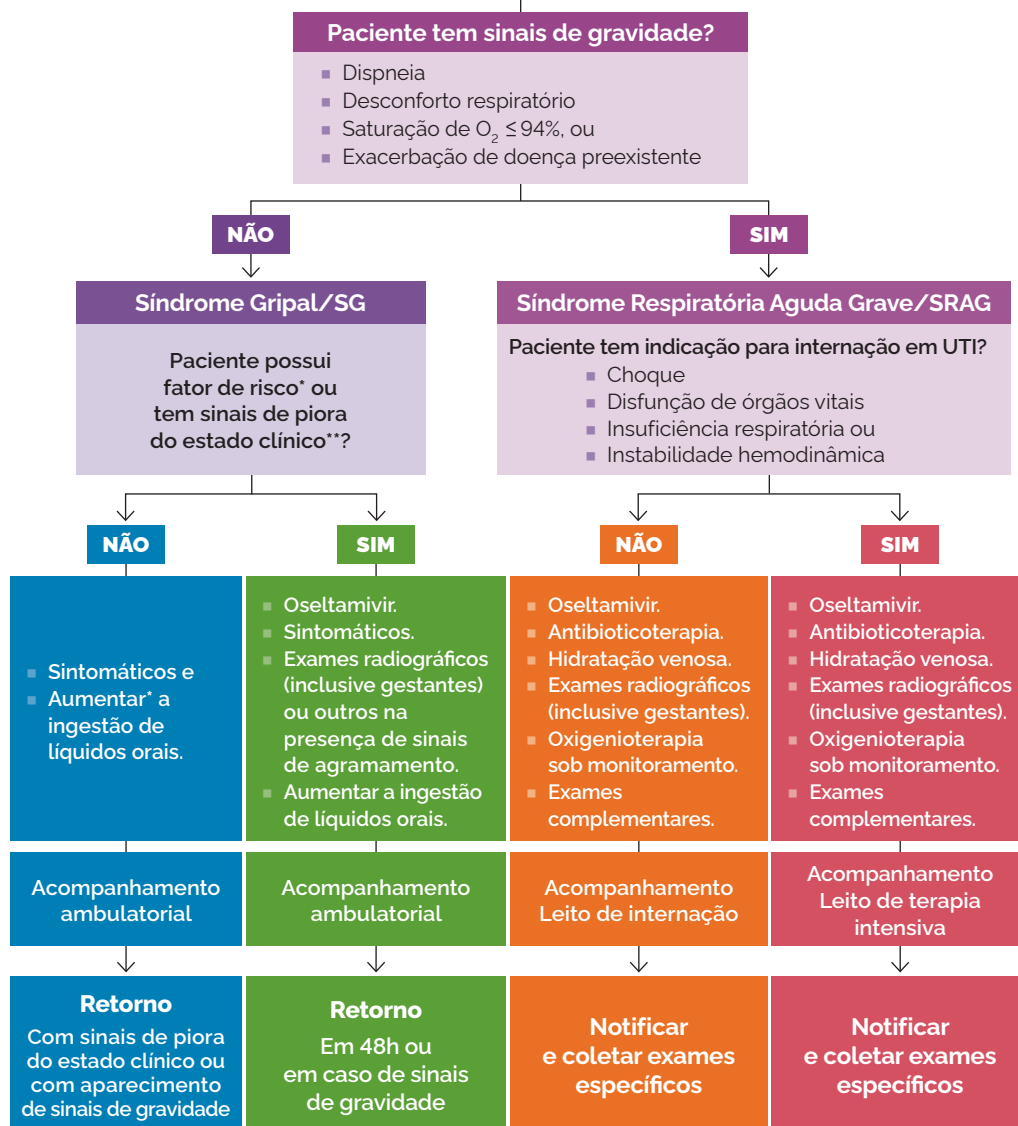 Paciente tem sinais de gravidade?
Dispneia
Desconforto respiratório
Saturação de O₂ ≤ 94%, ou
Exacerbação de doença preexistente
NÃO
SIM
Síndrome Gripal/SG
Paciente possui
fator de risco* ou
tem sinais de piora
do estado clínico**?
Síndrome Respiratória Aguda Grave/SRAG
Paciente tem indicação para internação em UTI?
Choque
Disfunção de órgãos vitais
Insuficiência respiratória ou
Instabilidade hemodinâmica
NÃO
SIM
NÃO
SIM
Sintomáticos e
Aumentar* a
ingestão de
líquidos orais.
Oseltamivir.
Sintomáticos.
Exames radiográficos
(inclusive gestantes)
ou outros na
presença de sinais
de agramamento.
Aumentar a ingestão
de líquidos orais.
Oseltamivir.
Antibioticoterapia.
Hidratação venosa.
Exames radiográficos
(inclusive gestantes).
Oxigenioterapia
sob monitoramento.
Exames
complementares.
Oseltamivir.
Antibioticoterapia.
Hidratação venosa.
Exames radiográficos
(inclusive gestantes).
Oxigenioterapia
sob monitoramento.
Exames
complementares.
Acompanhamento
ambulatorial
Acompanhamento
ambulatorial
Acompanhamento
Leito de internação
Acompanhamento
Leito de terapia
intensiva
Retorno
Com sinais de piora
do estado clínico ou
com aparecimento
de sinais de gravidade
Retorno
Em 48h ou
em caso de sinais
de gravidade
Notificar
e coletar exames
específicos
Notificar
e coletar exames
específicos